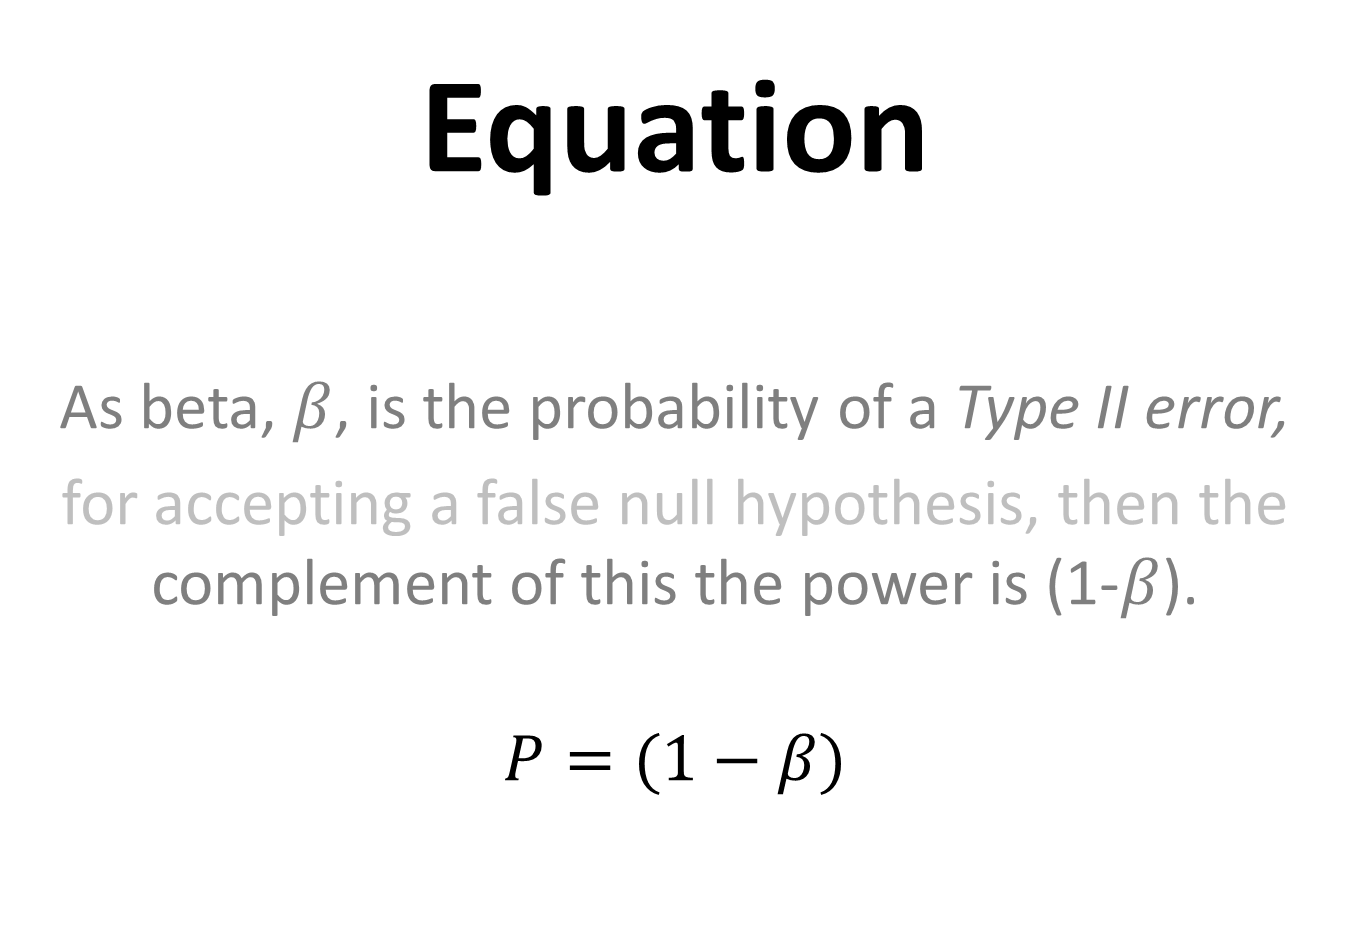 Equation
As beta, β, is the probability of a Type II error,
for accepting a false null hypothesis, then the
complement of this the power is (1-β).
P = (1 − β)